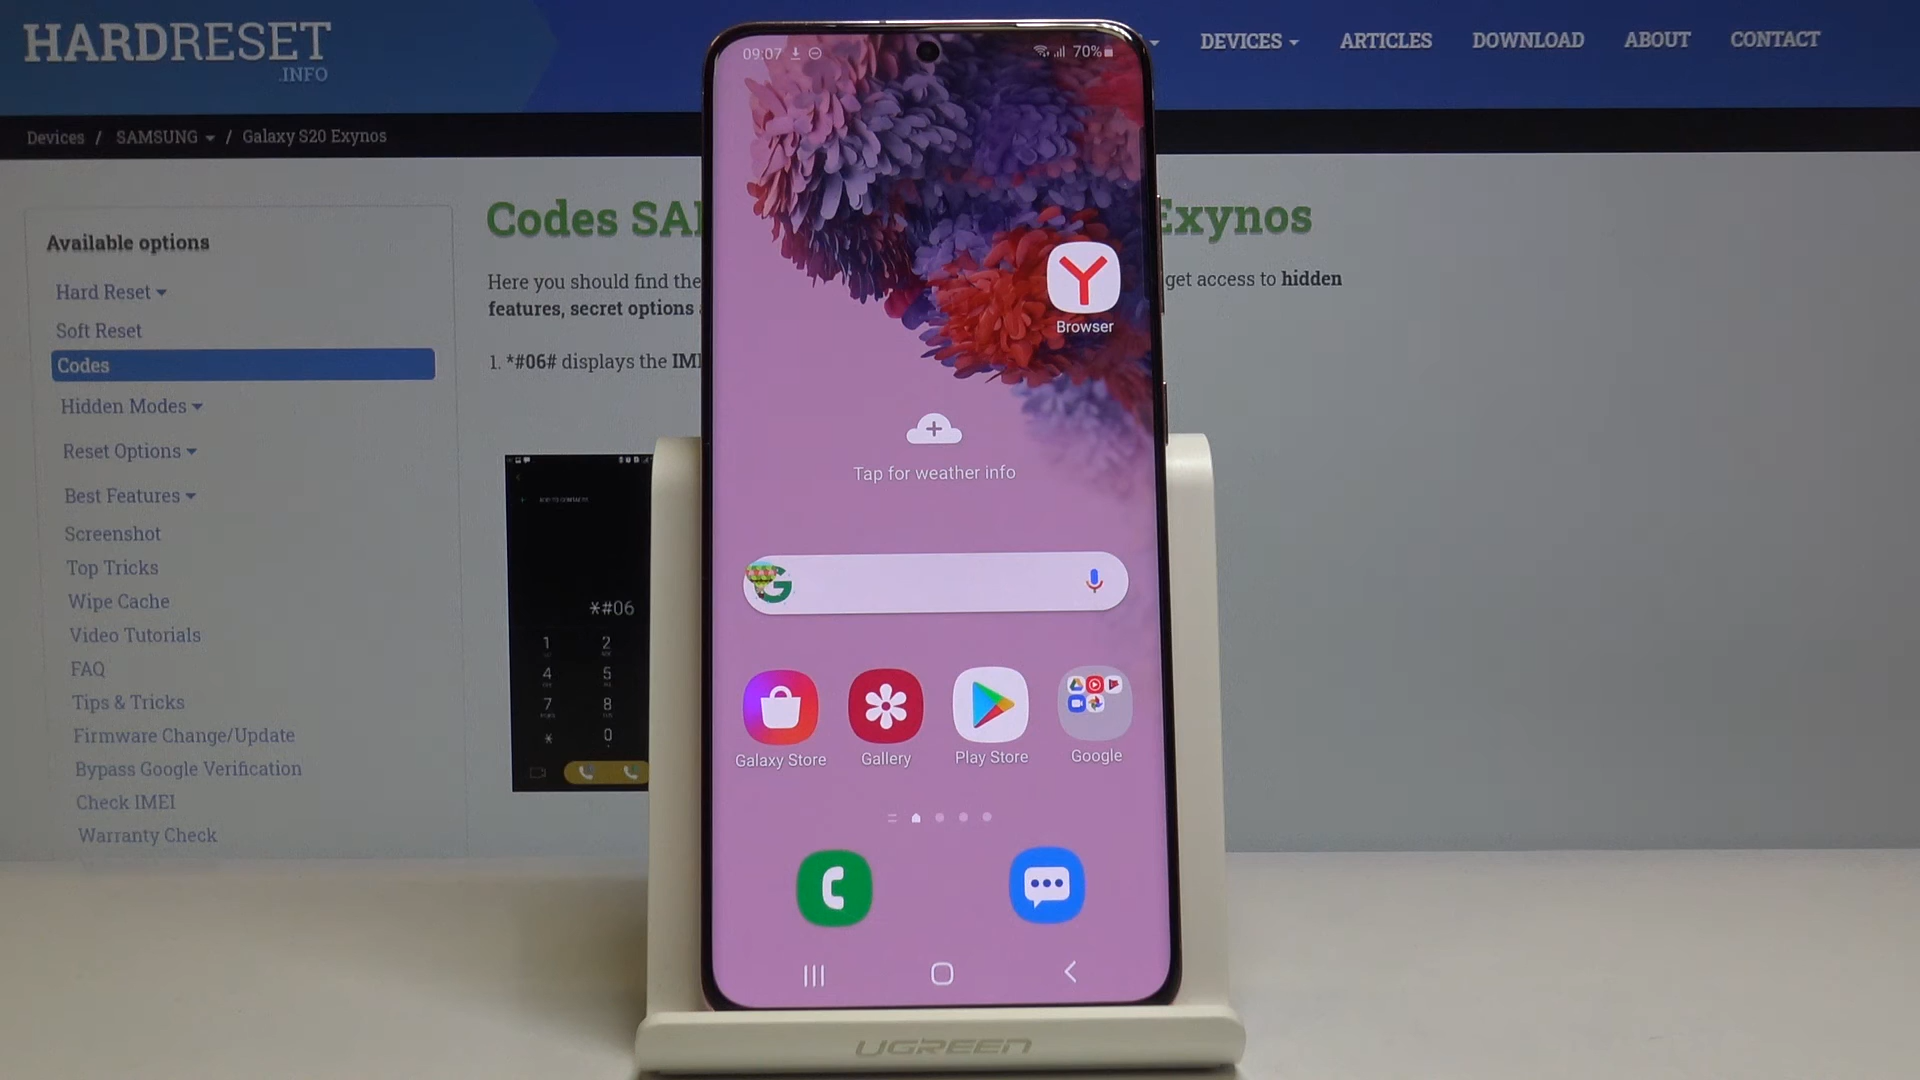 HARDRESET
.INFO
DEVICES
ARTICLES
DOWNLOAD
ABOUT
CONTACT
Devices / SAMSUNG / Galaxy S20 Exynos
Available options
Hard Reset
Soft Reset
Codes
Hidden Modes
Reset Options
Best Features
Screenshot
Top Tricks
Wipe Cache
Video Tutorials
FAQ
Tips & Tricks
Firmware Change/Update
Bypass Google Verification
Check IMEI
Warranty Check
Codes SA
Exynos
Here you should find the
get access to hidden
features, secret options
1. *#06# displays the IM
*#06
1 2
4 5
7 8
* 0
09:07
70%
Browser
Tap for weather info
Galaxy Store
Gallery
Play Store
Google
UGREEN